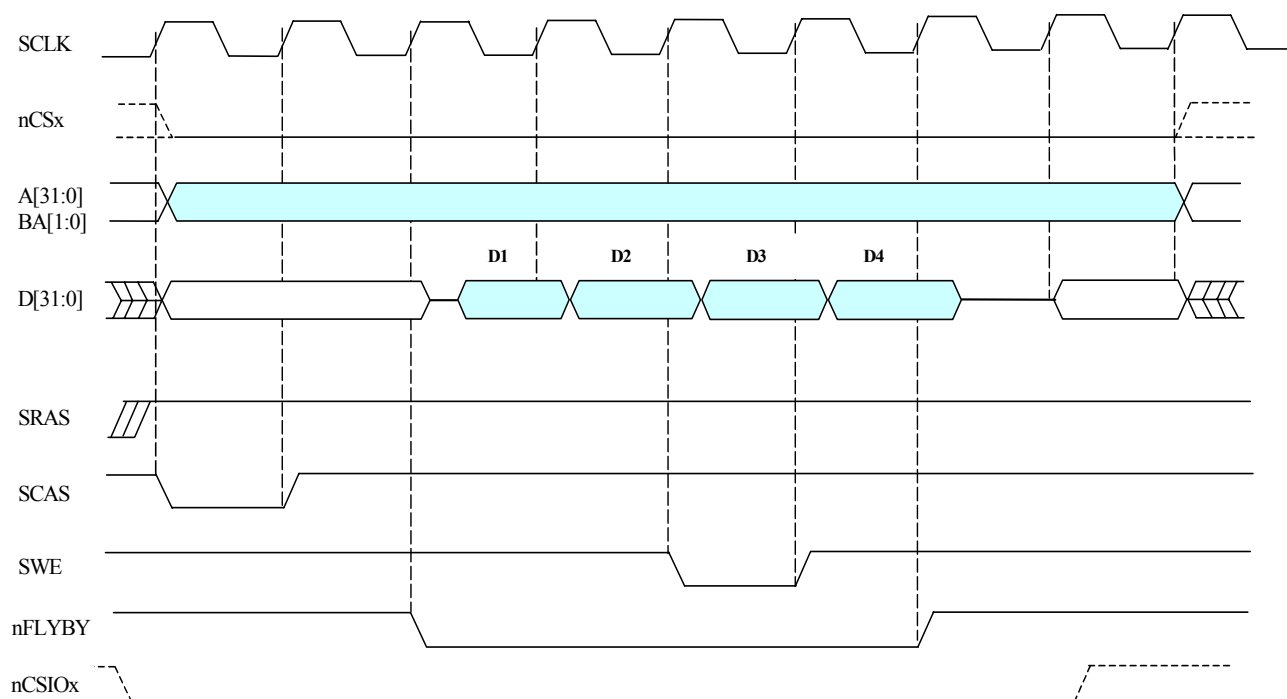 SCLK
nCSx
A[31:0]
BA[1:0]
D1 D2 D3 D4
D[31:0]
SRAS
SCAS
SWE
nFLYBY
nCSIOx